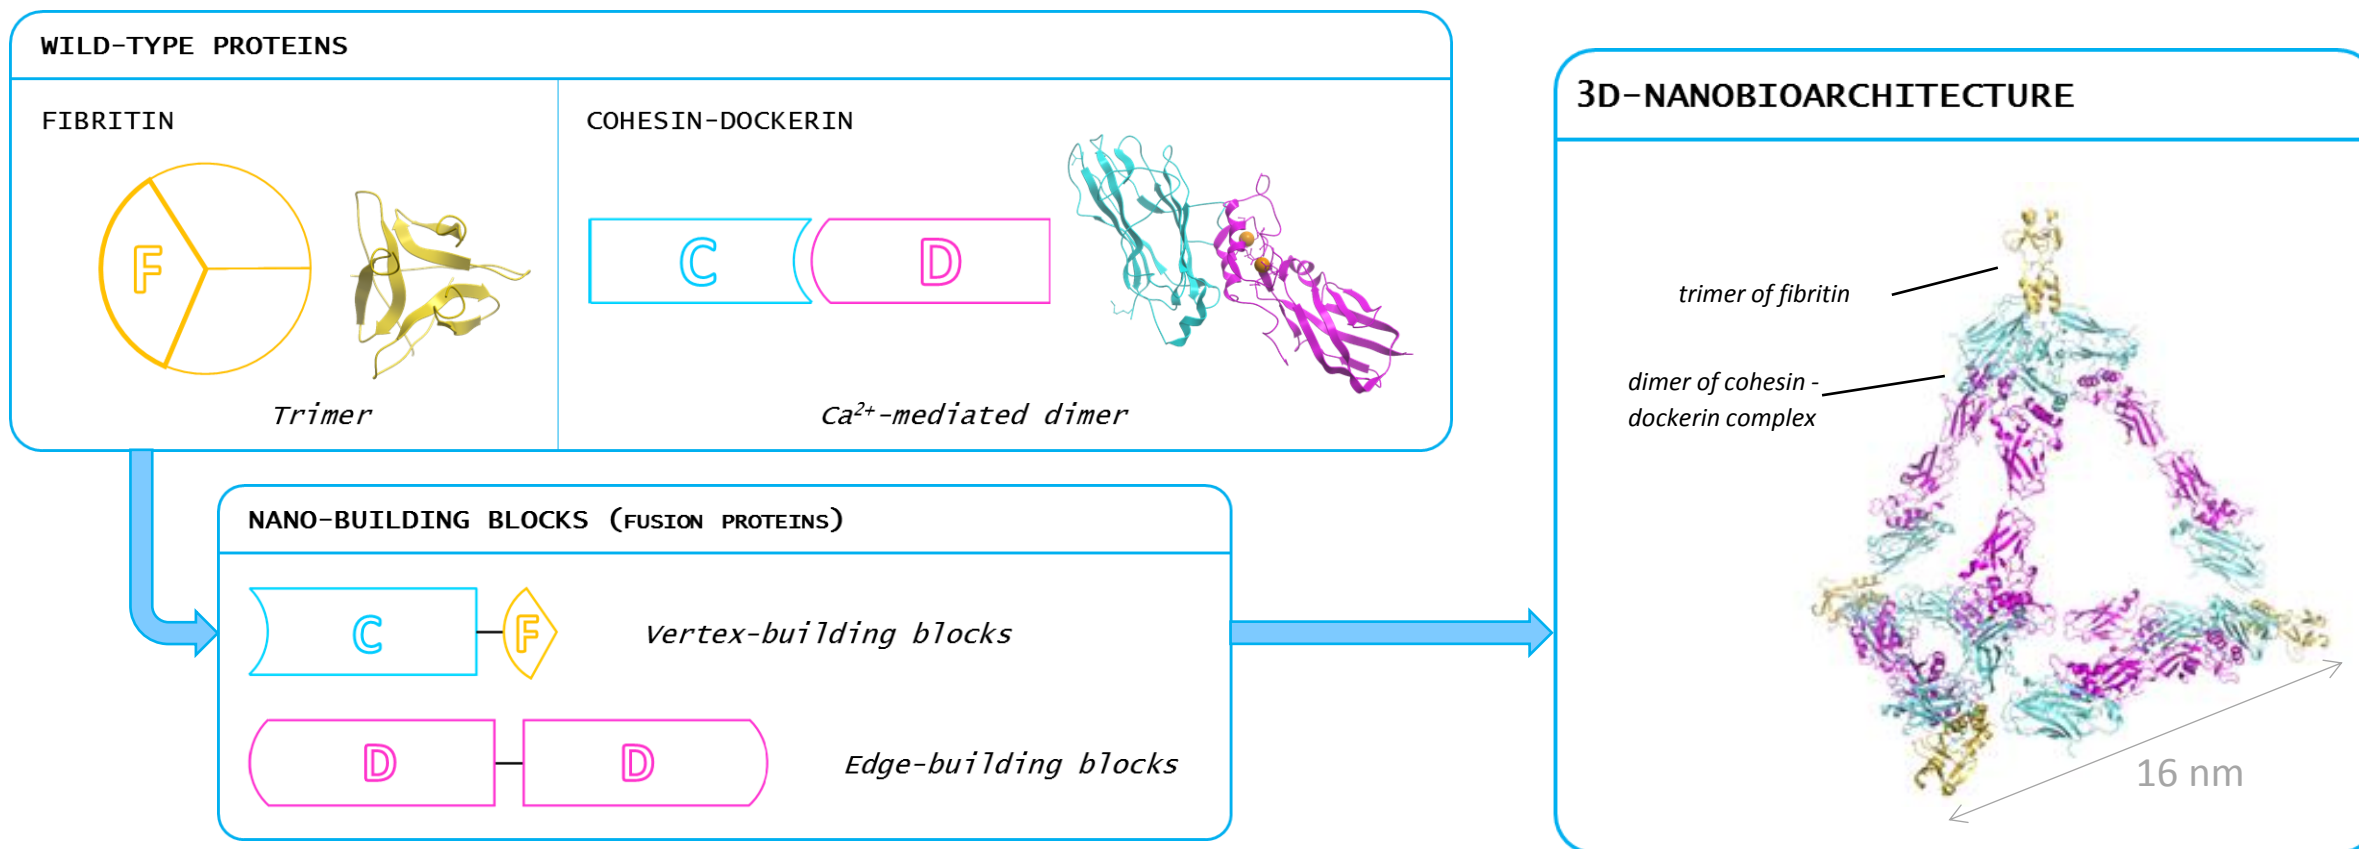 WILD-TYPE PROTEINS
FIBRITIN
F
Trimer
COHESIN-DOCKERIN
C
D
Ca²⁺-mediated dimer
NANO-BUILDING BLOCKS (FUSION PROTEINS)
C
F
Vertex-building blocks
D
D
Edge-building blocks
3D-NANOBIOARCHITECTURE
trimer of fibritin
dimer of cohesin -
dockerin complex
16 nm